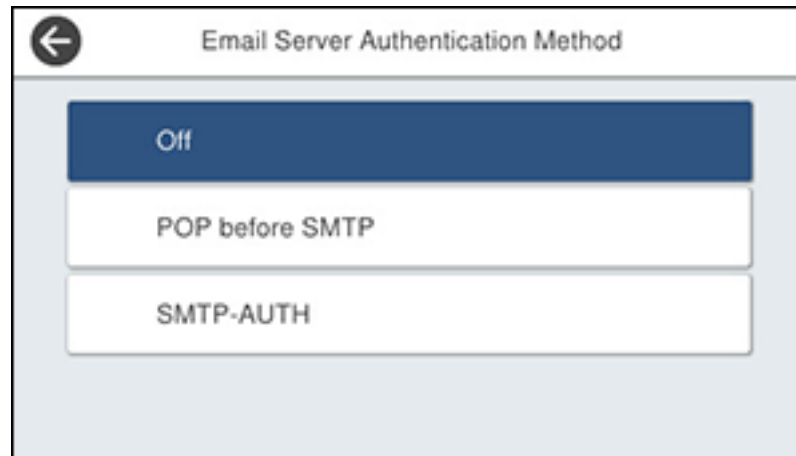 Email Server Authentication Method
Off
POP before SMTP
SMTP-AUTH